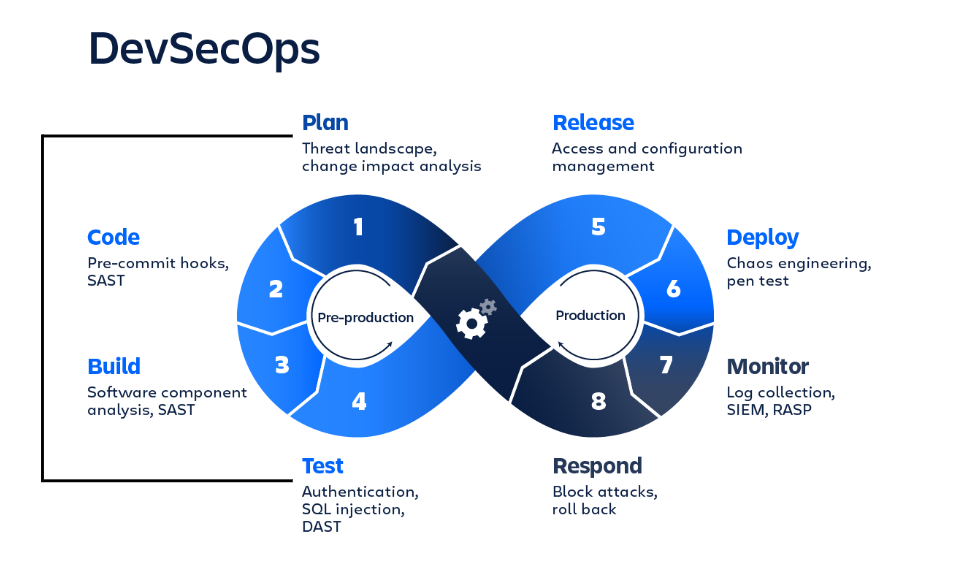 DevSecOps
Plan
Threat landscape,
change impact analysis
Release
Access and configuration
management
Code
Pre-commit hooks,
SAST
Deploy
Chaos engineering,
pen test
Build
Software component
analysis, SAST
Monitor
Log collection,
SIEM, RASP
Test
Authentication,
SQL injection,
DAST
Respond
Block attacks,
roll back
1
2
3
4
Pre-production
5
6
7
8
Production